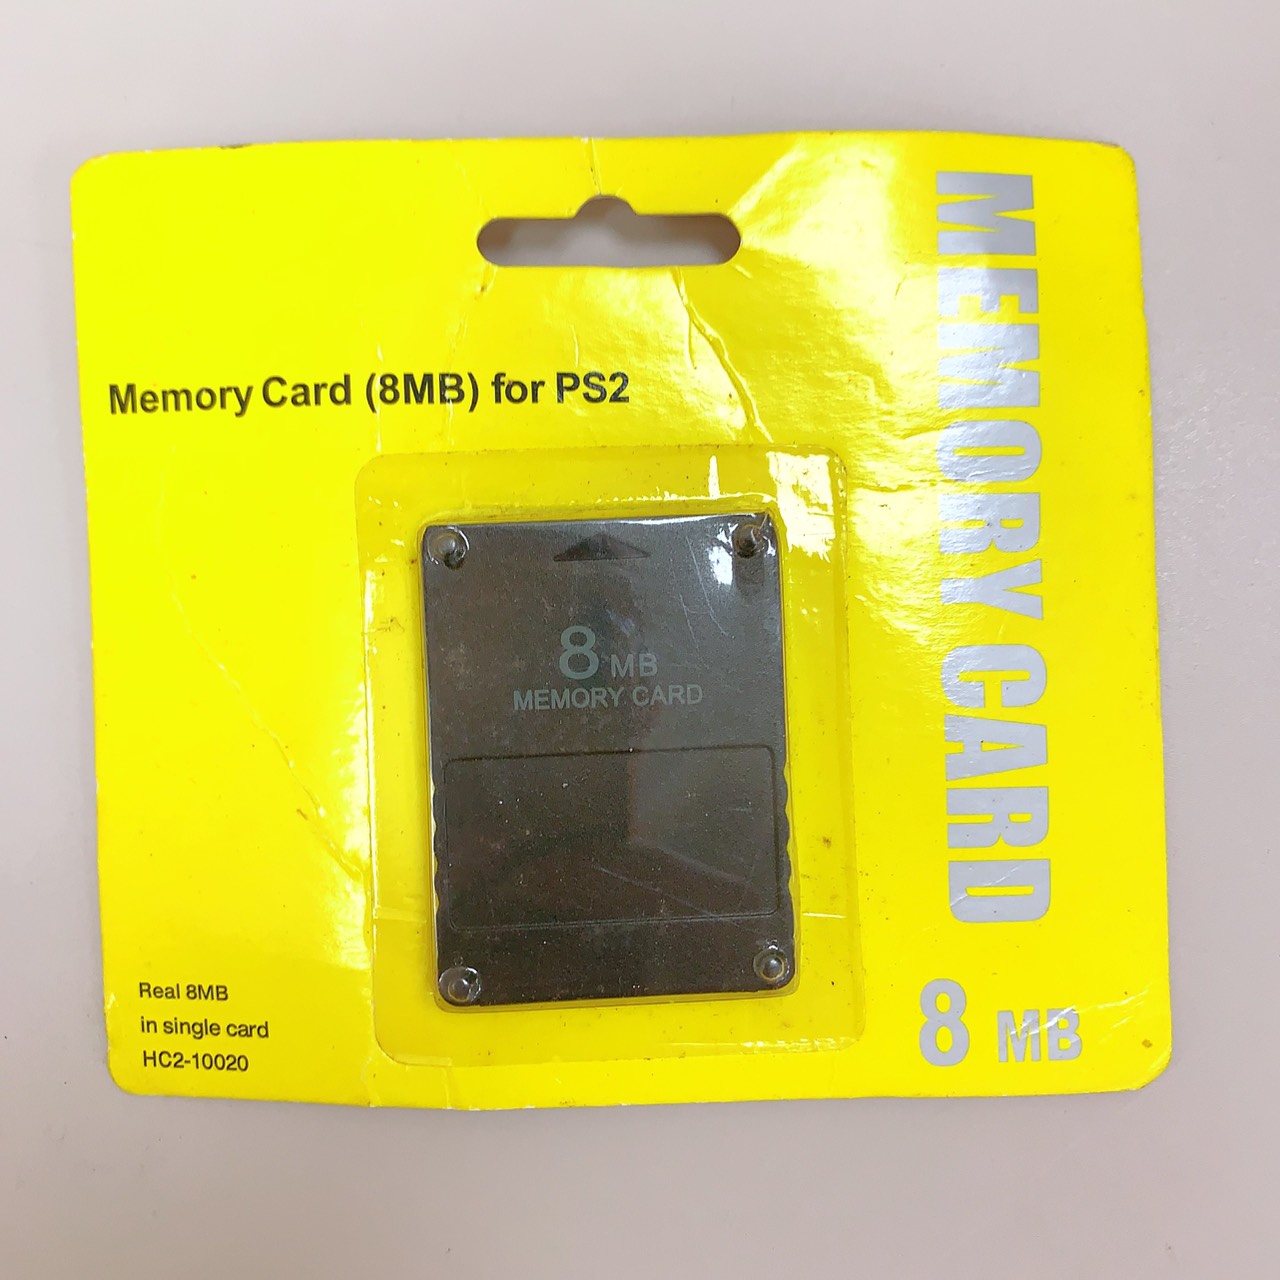 Memory Card (8MB) for PS2
8 MB
MEMORY CARD
Real 8MB
in single card
HC2-10020
MEMORY CARD
8 MB